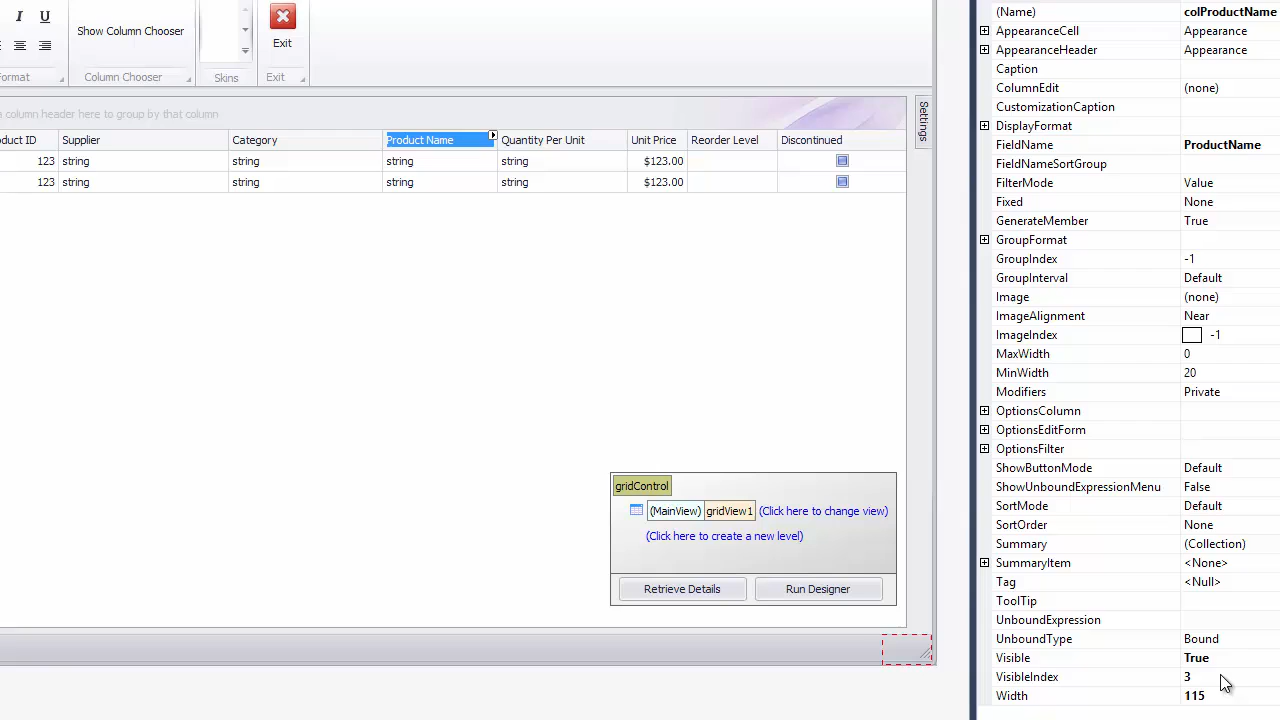 I U
Show Column Chooser
Exit
Format
Column Chooser
Skins
Exit
column header here to group by that column
Settings
Product ID Supplier Category Product Name Quantity Per Unit Unit Price Reorder Level Discontinued
123 string string string string $123.00
123 string string string string $123.00
gridControl
(MainView) gridView1 (Click here to change view)
(Click here to create a new level)
Retrieve Details Run Designer
(Name) colProductName
AppearanceCell Appearance
AppearanceHeader Appearance
Caption
ColumnEdit (none)
CustomizationCaption
DisplayFormat
FieldName ProductName
FieldNameSortGroup
FilterMode Value
Fixed None
GenerateMember True
GroupFormat
GroupIndex -1
GroupInterval Default
Image (none)
ImageAlignment Near
ImageIndex -1
MaxWidth 0
MinWidth 20
Modifiers Private
OptionsColumn
OptionsEditForm
OptionsFilter
ShowButtonMode Default
ShowUnboundExpressionMenu False
SortMode Default
SortOrder None
Summary (Collection)
SummaryItem <None>
Tag <Null>
ToolTip
UnboundExpression
UnboundType Bound
Visible True
VisibleIndex 3
Width 115